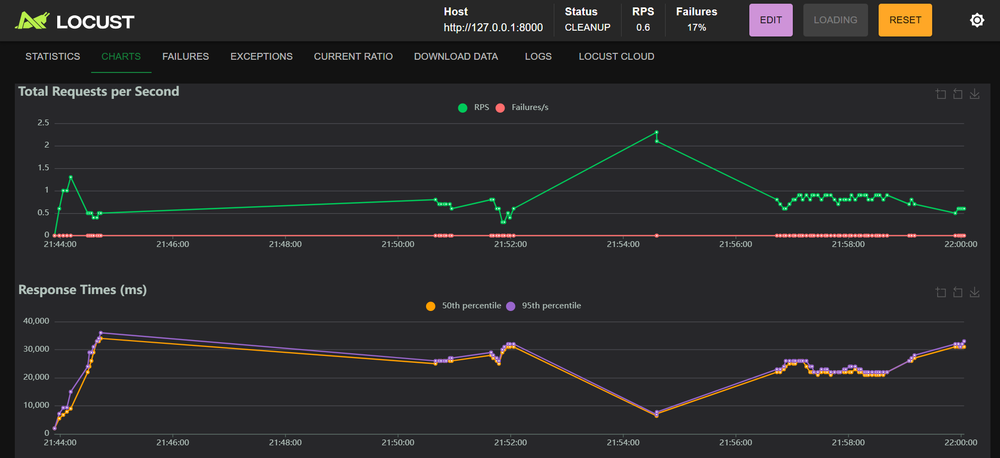 LOCUST
Host
http://127.0.0.1:8000
Status
CLEANUP
RPS
0.6
Failures
17%
EDIT
LOADING
RESET
STATISTICS
CHARTS
FAILURES
EXCEPTIONS
CURRENT RATIO
DOWNLOAD DATA
LOGS
LOCUST CLOUD
Total Requests per Second
RPS
Failures/s
2.5
2
1.5
1
0.5
0
21:44:00
21:46:00
21:48:00
21:50:00
21:52:00
21:54:00
21:56:00
21:58:00
22:00:00
Response Times (ms)
50th percentile
95th percentile
40,000
30,000
20,000
10,000
0
21:44:00
21:46:00
21:48:00
21:50:00
21:52:00
21:54:00
21:56:00
21:58:00
22:00:00